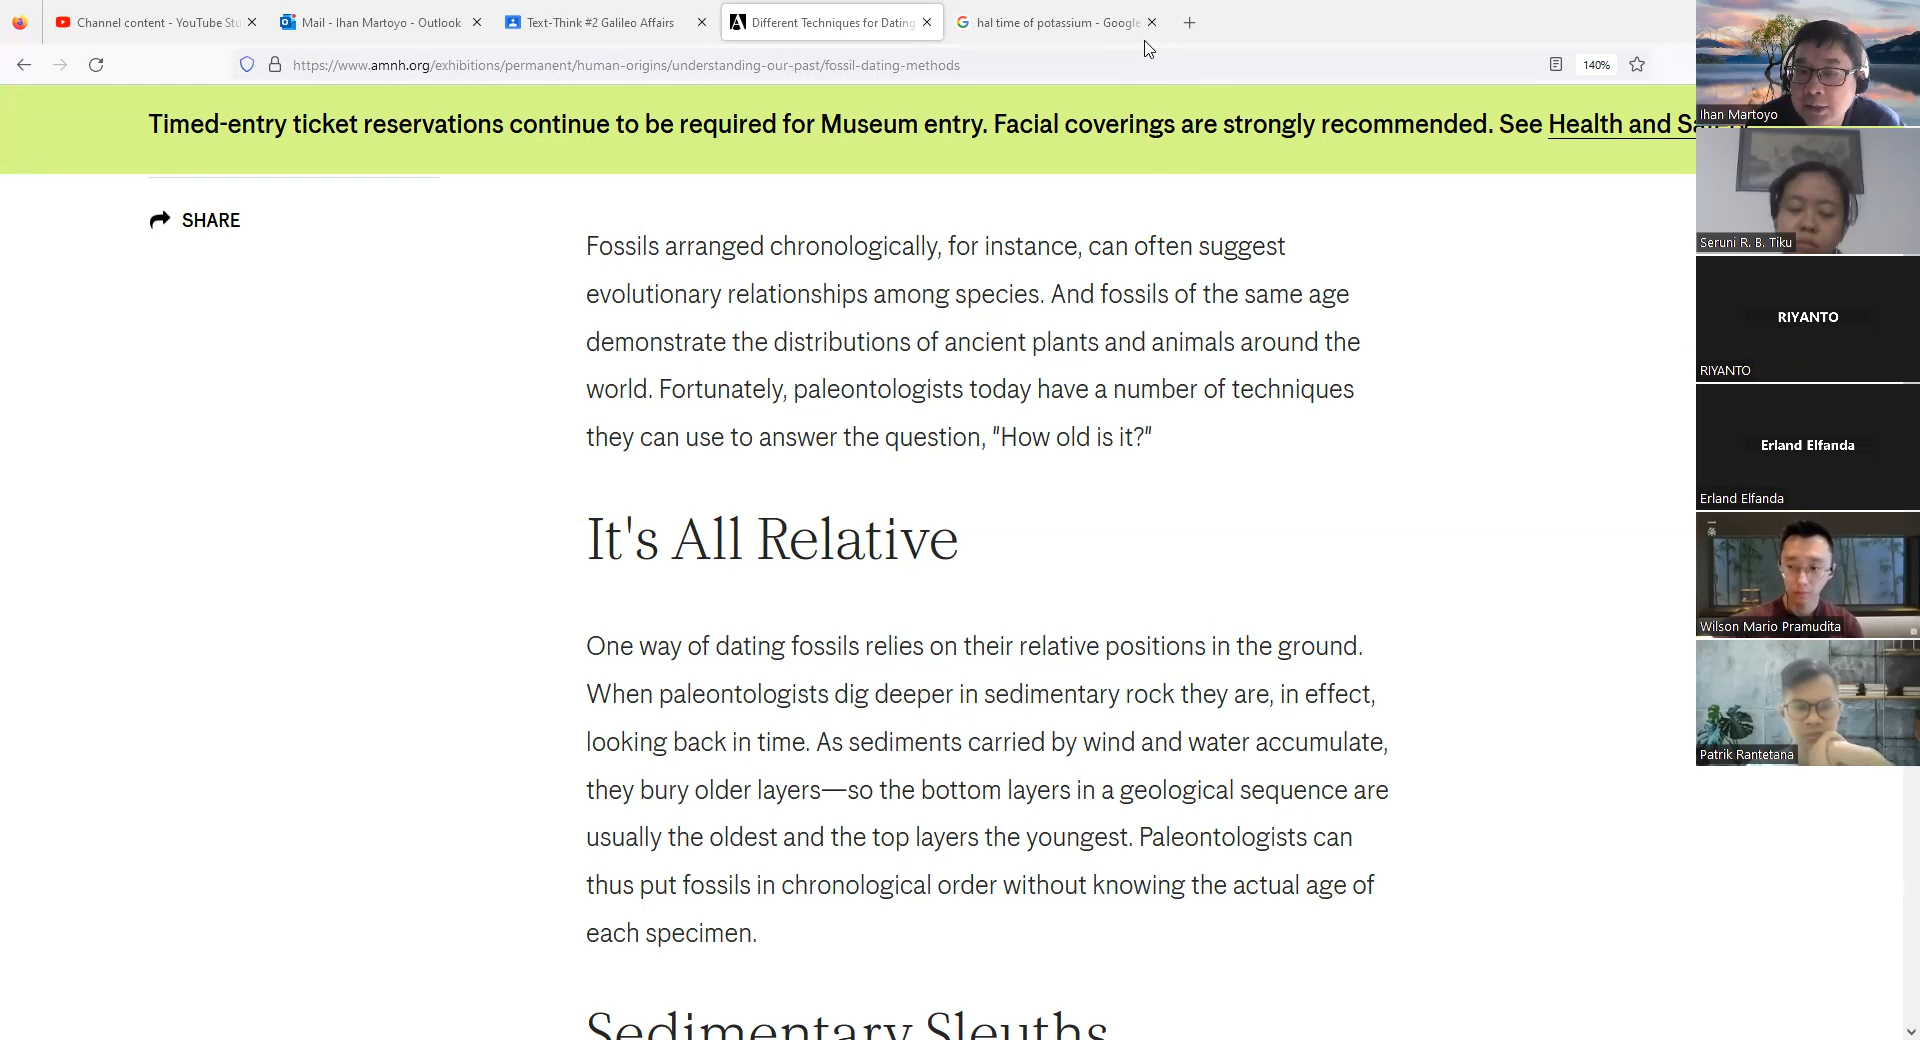 Channel content - YouTube Stu
Mail - Ihan Martoyo - Outlook
Text-Think #2 Galileo Affairs
Different Techniques for Dating
hal time of potassium - Google
https://www.amnh.org/exhibitions/permanent/human-origins/understanding-our-past/fossil-dating-methods
140%
Timed-entry ticket reservations continue to be required for Museum entry. Facial coverings are strongly recommended. See Health and Sa
SHARE
Fossils arranged chronologically, for instance, can often suggest
evolutionary relationships among species. And fossils of the same age
demonstrate the distributions of ancient plants and animals around the
world. Fortunately, paleontologists today have a number of techniques
they can use to answer the question, "How old is it?"
It's All Relative
One way of dating fossils relies on their relative positions in the ground.
When paleontologists dig deeper in sedimentary rock they are, in effect,
looking back in time. As sediments carried by wind and water accumulate,
they bury older layers—so the bottom layers in a geological sequence are
usually the oldest and the top layers the youngest. Paleontologists can
thus put fossils in chronological order without knowing the actual age of
each specimen.
Sedimentary Sleuths
Ihan Martoyo
Seruni R. B. Tiku
RIYANTO
RIYANTO
Erland Elfanda
Erland Elfanda
一条
Wilson Mario Pramudita
Patrik Rantetana